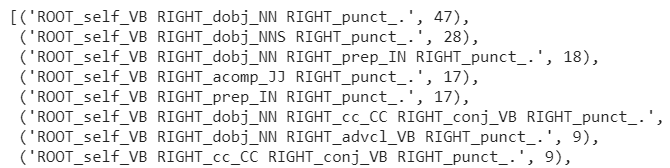 [('ROOT_self_VB RIGHT_dobj_NN RIGHT_punct_.', 47),
('ROOT_self_VB RIGHT_dobj_NNS RIGHT_punct_.', 28),
('ROOT_self_VB RIGHT_dobj_NN RIGHT_prep_IN RIGHT_punct_.', 18),
('ROOT_self_VB RIGHT_acomp_JJ RIGHT_punct_.', 17),
('ROOT_self_VB RIGHT_prep_IN RIGHT_punct_.', 17),
('ROOT_self_VB RIGHT_dobj_NN RIGHT_cc_CC RIGHT_conj_VB RIGHT_punct_.',
('ROOT_self_VB RIGHT_dobj_NN RIGHT_advcl_VB RIGHT_punct_.', 9),
('ROOT_self_VB RIGHT_cc_CC RIGHT_conj_VB RIGHT_punct_.', 9),